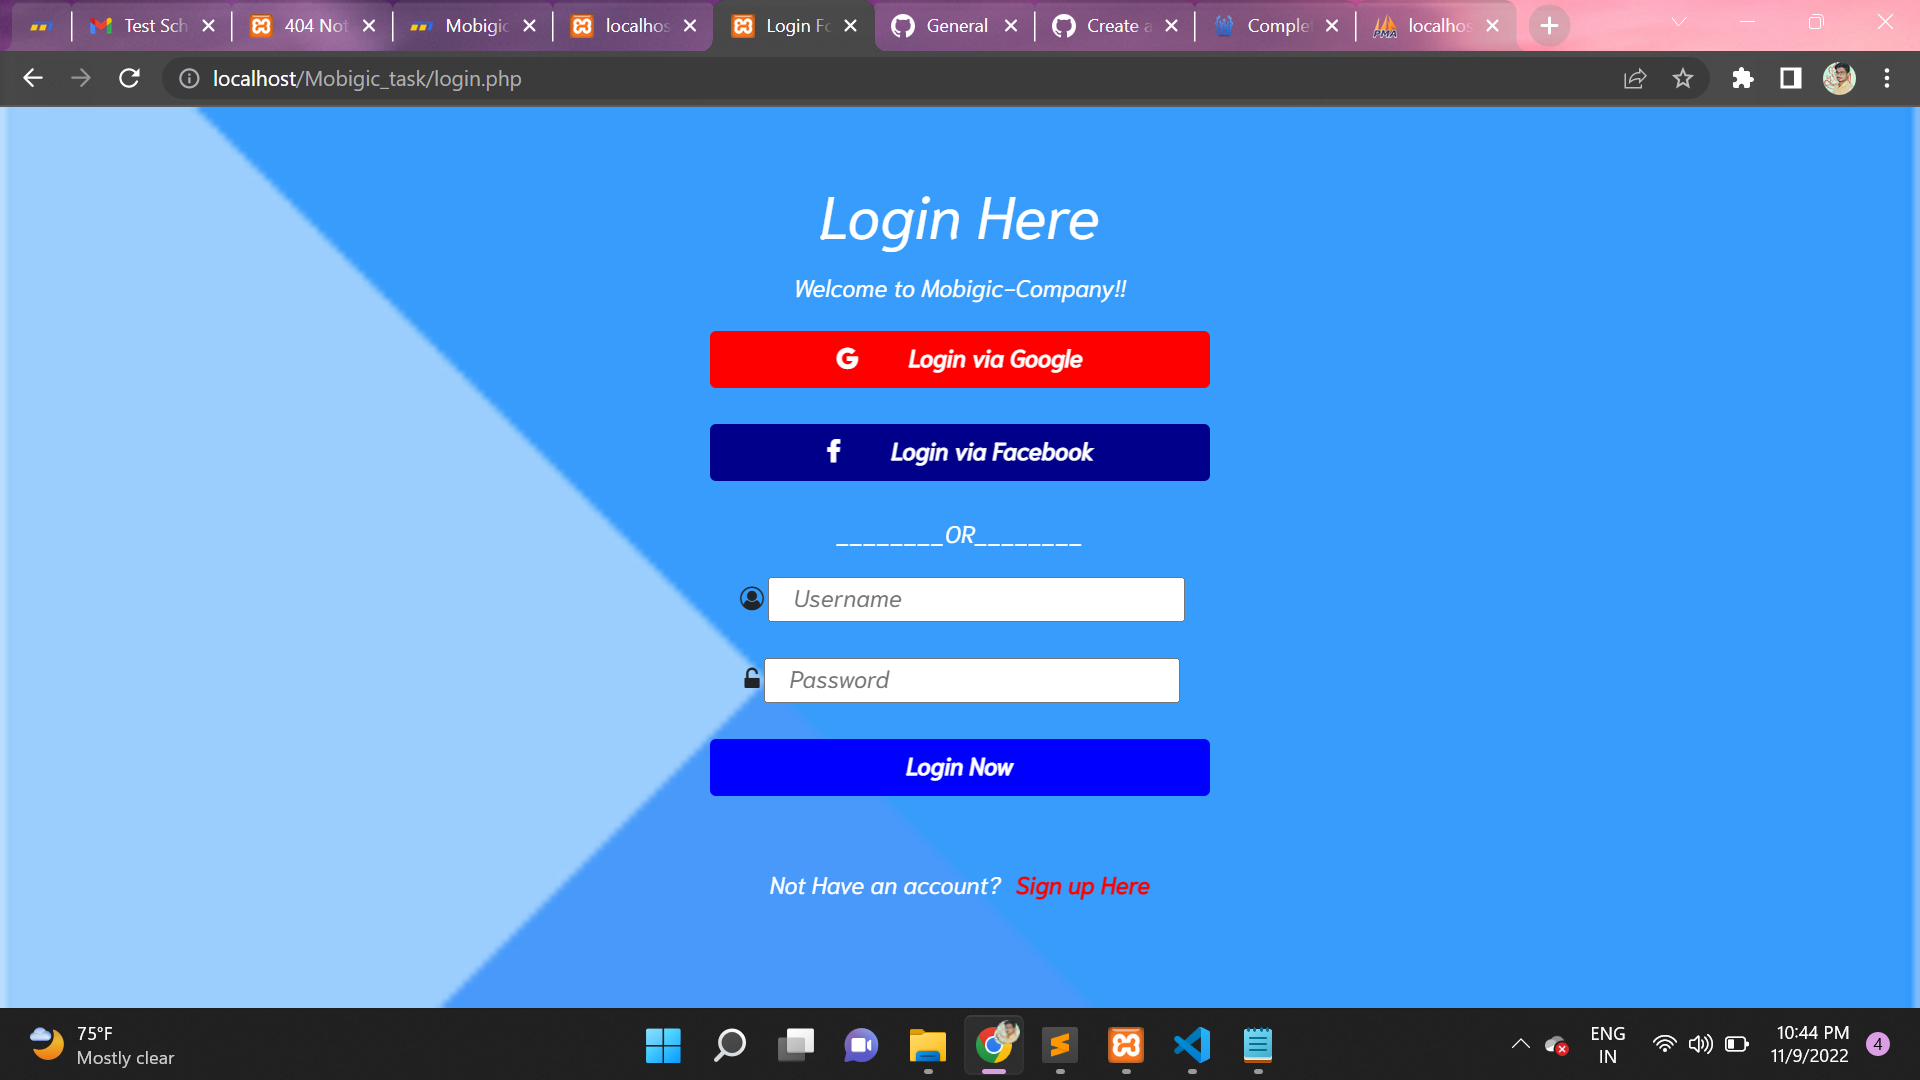 Test Sch
404 Not
Mobigic
localhos
Login Fo
General
Create a
Complet
localhos
localhost/Mobigic_task/login.php
Login Here
Welcome to Mobigic-Company!!
Login via Google
Login via Facebook
________OR________
Username
Password
Login Now
Not Have an account? Sign up Here
75°F
Mostly clear
ENG
IN
10:44 PM
11/9/2022
4